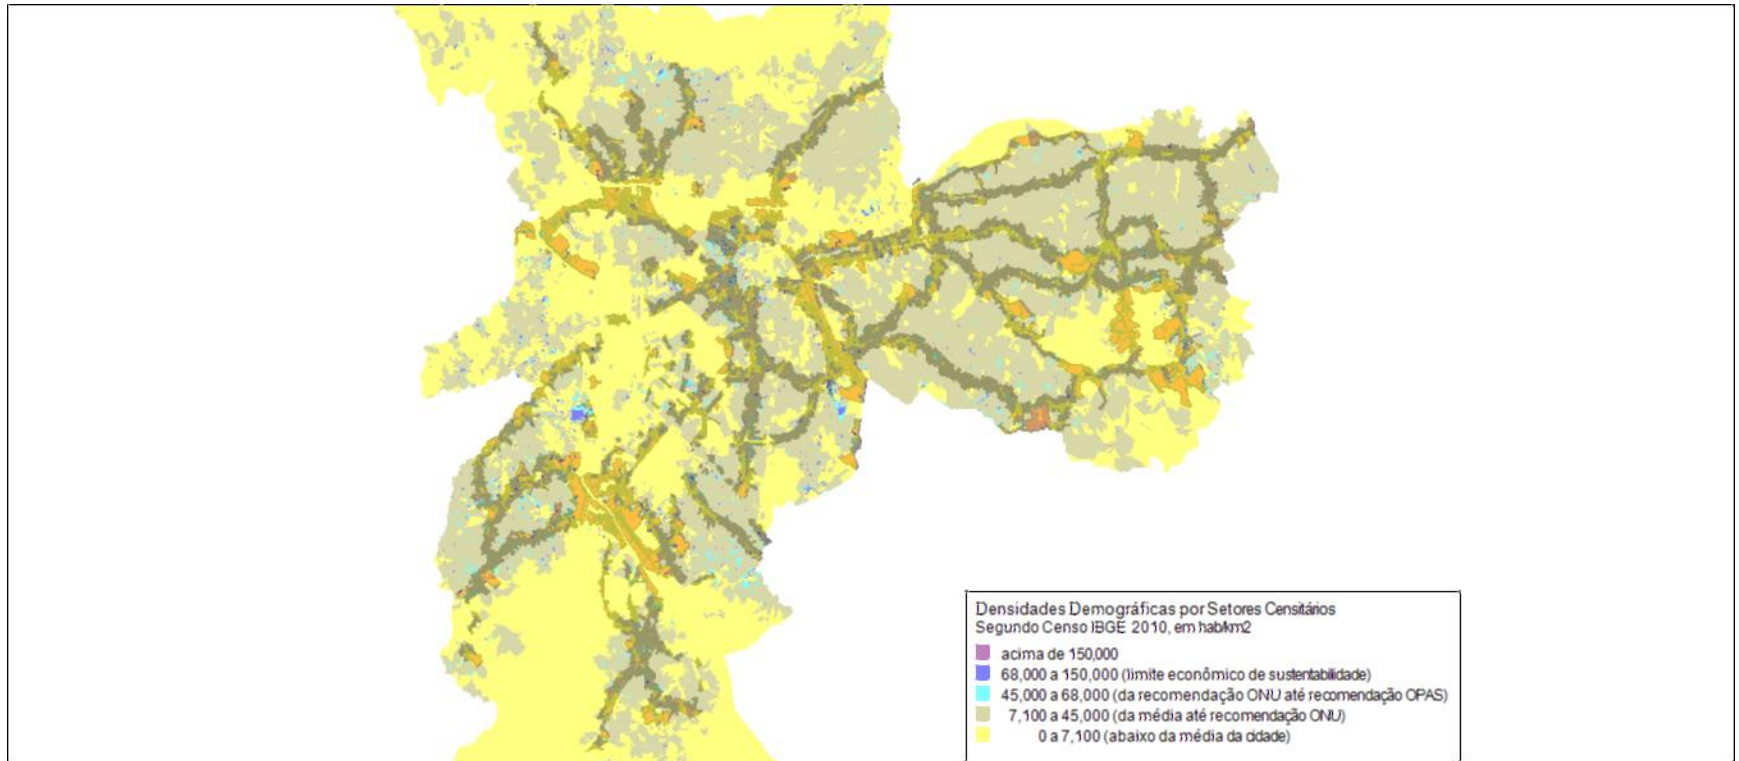 Densidades Demográficas por Setores Censitários
Segundo Censo IBGE 2010, em hab/km2
acima de 150,000
68,000 a 150,000 (limite econômico de sustentabilidade)
45,000 a 68,000 (da recomendação ONU até recomendação OPAS)
7,100 a 45,000 (da média até recomendação ONU)
0 a 7,100 (abaixo da média da cidade)